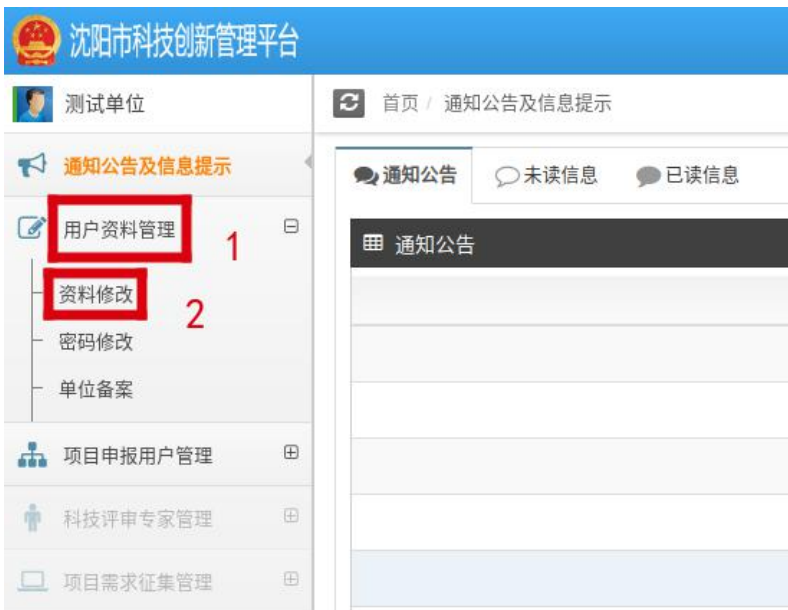 沈阳市科技创新管理平台
测试单位
首页 / 通知公告及信息提示
通知公告及信息提示
通知公告 未读信息 已读信息
用户资料管理 1
通知公告
资料修改 2
密码修改
单位备案
项目申报用户管理
科技评审专家管理
项目需求征集管理